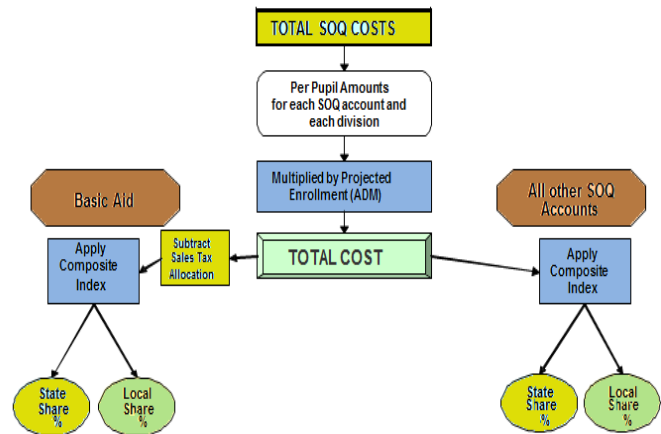 TOTAL SOQ COSTS
Per Pupil Amounts
for each SOQ account and
each division
Multiplied by Projected
Enrollment (ADM)
Basic Aid
All other SOQ
Accounts
Subtract
Sales Tax
Allocation
TOTAL COST
Apply
Composite
Index
Apply
Composite
Index
State
Share
%
Local
Share
%
State
Share
%
Local
Share
%